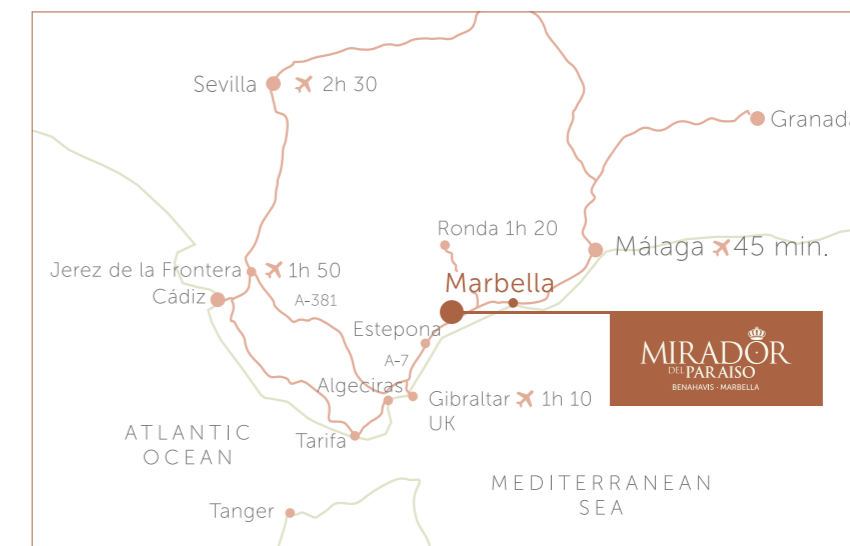 Sevilla 2h 30
Granada
Ronda 1h 20
Málaga 45 min.
Jerez de la Frontera 1h 50
Marbella
Cádiz
A-381
Estepona
MIRADOR
DEL PARAISO
BENAHAVIS · MARBELLA
A-7
Algeciras
Gibraltar 1h 10
UK
ATLANTIC
OCEAN
Tarifa
MEDITERRANEAN
SEA
Tanger